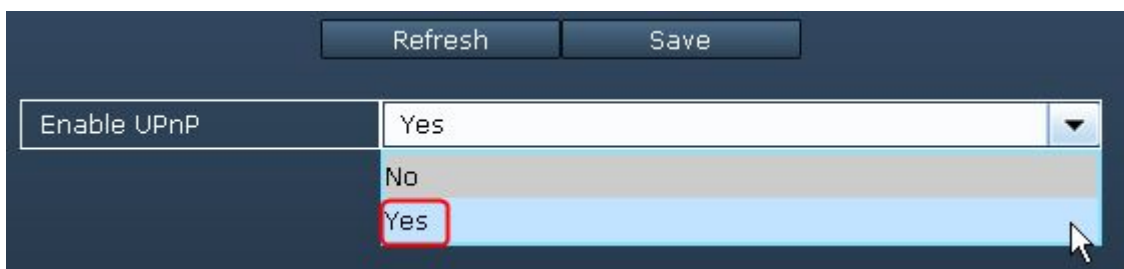 Refresh Save
Enable UPnP Yes
No
Yes